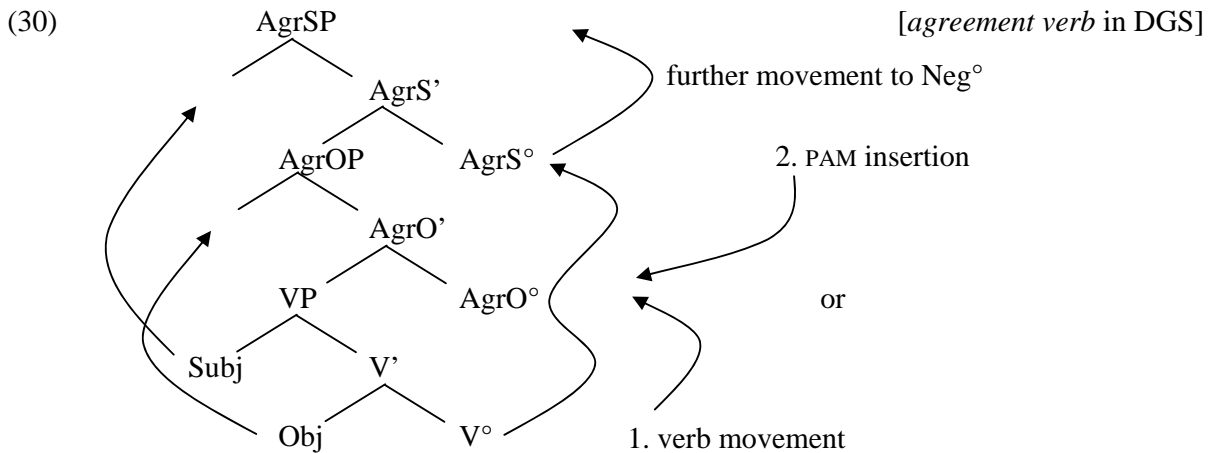 (30) AgrSP [agreement verb in DGS]
further movement to Neg°
AgrS’
AgrOP AgrS° 2. PAM insertion
AgrO’
VP AgrO° or
Subj V’
Obj V° 1. verb movement